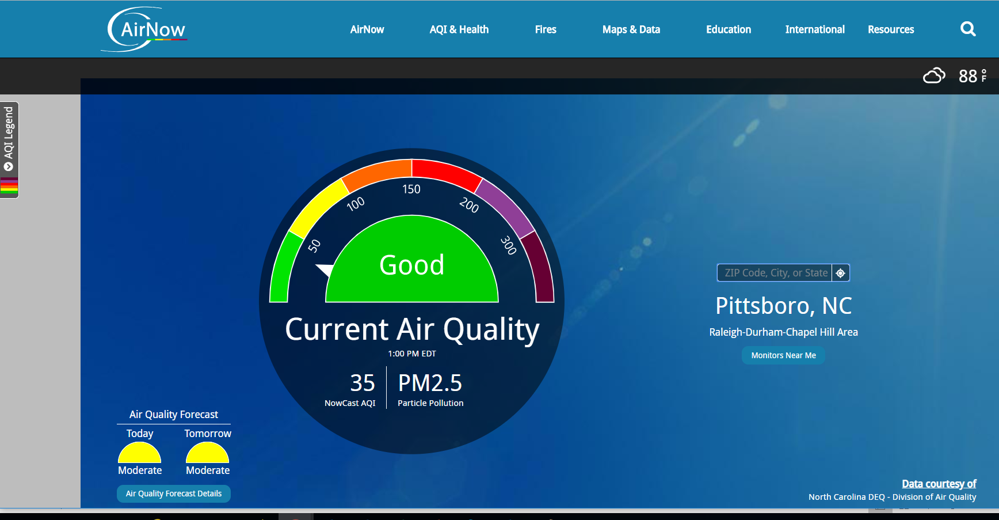 AirNow
AirNow
AQI & Health
Fires
Maps & Data
Education
International
Resources
88 °F
AQI Legend
50
100
150
200
300
Good
Current Air Quality
1:00 PM EDT
35
NowCast AQI
PM2.5
Particle Pollution
ZIP Code, City, or State
Pittsboro, NC
Raleigh-Durham-Chapel Hill Area
Monitors Near Me
Air Quality Forecast
Today
Tomorrow
Moderate
Moderate
Air Quality Forecast Details
Data courtesy of
North Carolina DEQ - Division of Air Quality